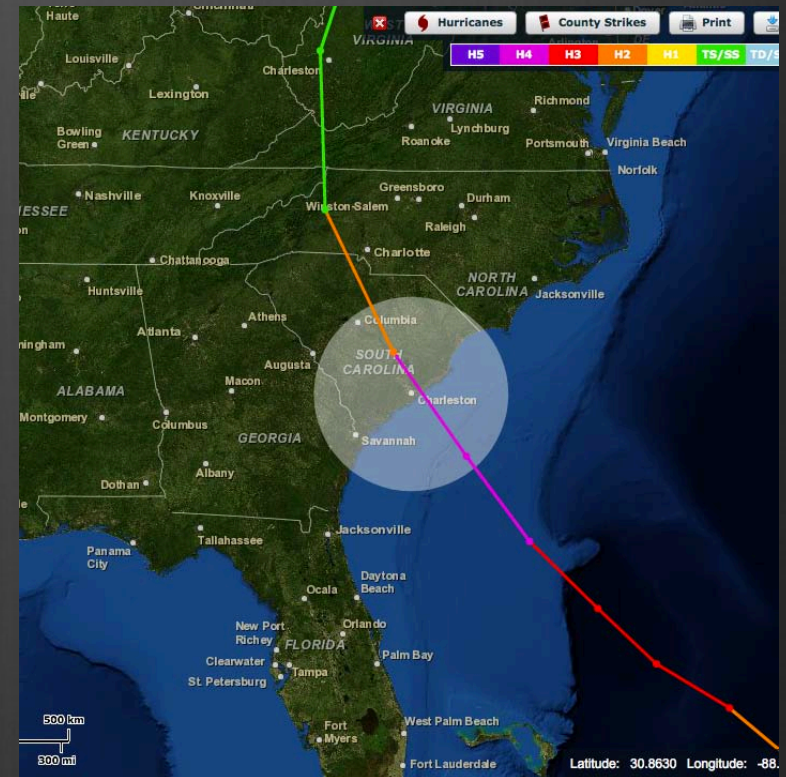 Haute
Hurricanes
County Strikes
Print
VIRGINIA
H5 H4 H3 H2 H1 TS/SS TD/S
Louisville
Charleston
Lexington
VIRGINIA
Richmond
Bowling
Green
KENTUCKY
Roanoke
Lynchburg
Portsmouth
Virginia Beach
Norfolk
Nashville
Knoxville
Greensboro
Winston-Salem
Durham
ESSEE
Raleigh
Charlotte
Chattanooga
NORTH
CAROLINA
Jacksonville
Huntsville
Athens
Columbia
Atlanta
ningham
SOUTH
CAROLINA
Augusta
Macon
ALABAMA
Charleston
Montgomery
Columbus
GEORGIA
Savannah
Albany
Dothan
Jacksonville
Tallahassee
Panama
City
Daytona
Beach
Ocala
New Port
Richey
Orlando
FLORIDA
Clearwater
Palm Bay
Tampa
St. Petersburg
500 km
300 mi
Fort
Myers
West Palm Beach
Fort Lauderdale
Latitude: 30.8630 Longitude: -88.